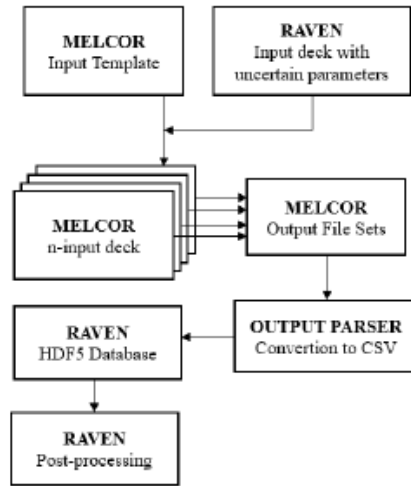 MELCOR
Input Template
RAVEN
Input deck with
uncertain parameters
MELCOR
n-input deck
MELCOR
Output File Sets
OUTPUT PARSER
Convertion to CSV
RAVEN
HDF5 Database
RAVEN
Post-processing